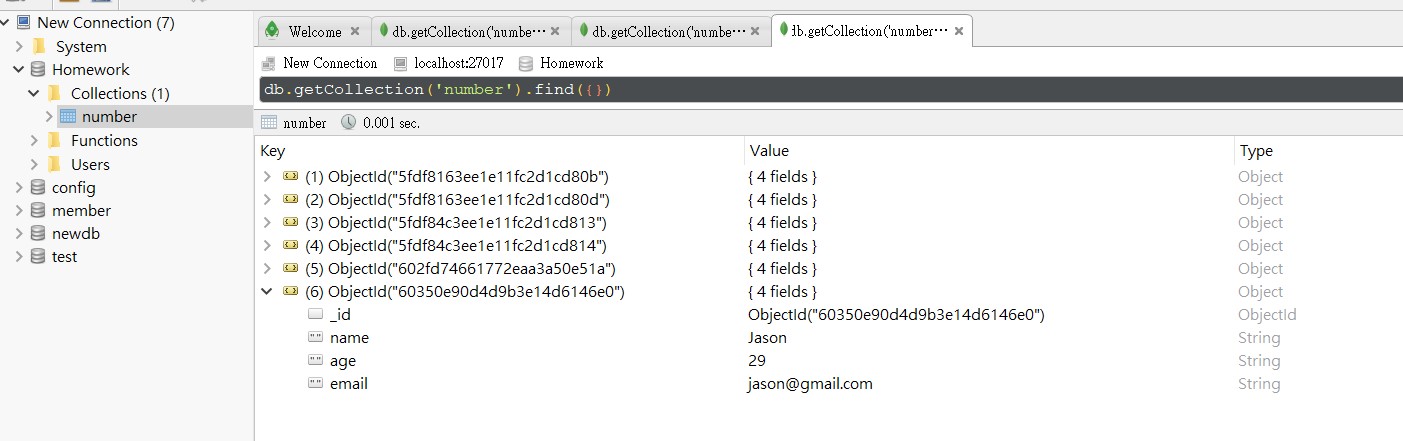 New Connection (7)
System
Homework
Collections (1)
number
Functions
Users
config
member
newdb
test
Welcome
db.getCollection('numbe…
db.getCollection('numbe…
db.getCollection('number…
New Connection localhost:27017 Homework
db.getCollection('number').find({})
number 0.001 sec.
Key Value Type
(1) ObjectId("5fdf8163ee1e11fc2d1cd80b") { 4 fields } Object
(2) ObjectId("5fdf8163ee1e11fc2d1cd80d") { 4 fields } Object
(3) ObjectId("5fdf84c3ee1e11fc2d1cd813") { 4 fields } Object
(4) ObjectId("5fdf84c3ee1e11fc2d1cd814") { 4 fields } Object
(5) ObjectId("602fd74661772eaa3a50e51a") { 4 fields } Object
(6) ObjectId("60350e90d4d9b3e14d6146e0") { 4 fields } Object
_id ObjectId("60350e90d4d9b3e14d6146e0") ObjectId
name Jason String
age 29 String
email jason@gmail.com String